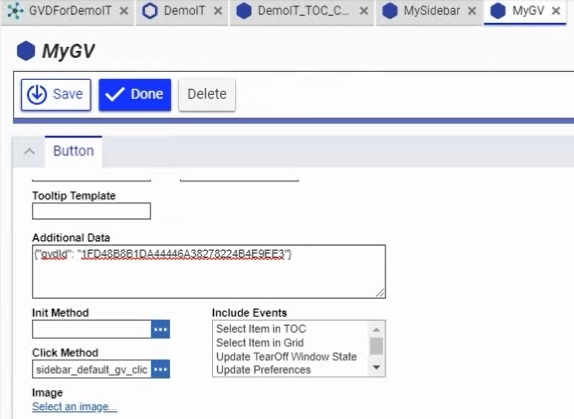 GVDForDemoIT × DemoIT × DemoIT_TOC_C... × MySidebar × MyGV ×
MyGV
Save Done Delete
Button
Tooltip Template
Additional Data
{"gvdId": "1FD48B8B1DA44446A38278224B4E9EE3"}
Init Method
Include Events
Select Item in TOC
Select Item in Grid
Update TearOff Window State
Update Preferences
Click Method
sidebar_default_gv_clic
Image
Select an image...